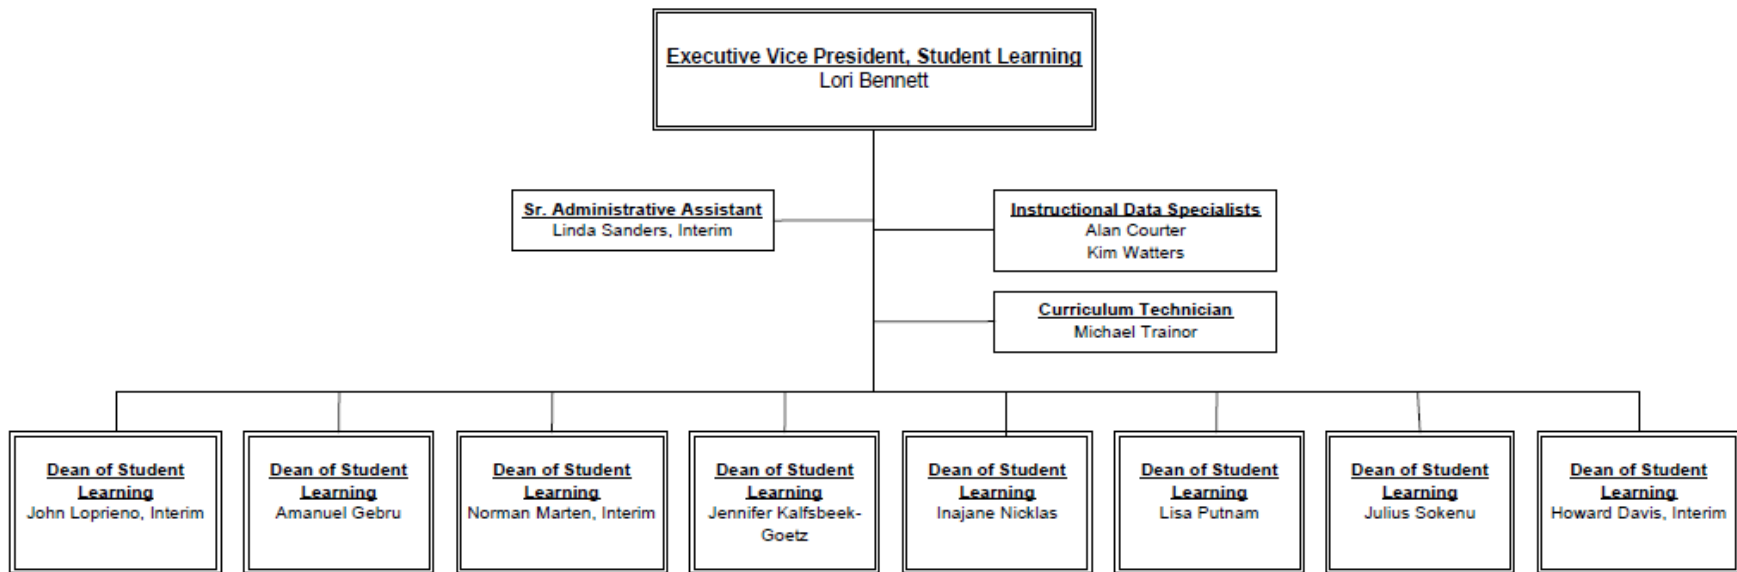 Executive Vice President, Student Learning
Lori Bennett
Sr. Administrative Assistant
Linda Sanders, Interim
Instructional Data Specialists
Alan Courter
Kim Watters
Curriculum Technician
Michael Trainor
Dean of Student
Learning
John Loprieno, Interim
Dean of Student
Learning
Amanuel Gebru
Dean of Student
Learning
Norman Marten, Interim
Dean of Student
Learning
Jennifer Kalfsbeek-
Goetz
Dean of Student
Learning
Inajane Nicklas
Dean of Student
Learning
Lisa Putnam
Dean of Student
Learning
Julius Sokenu
Dean of Student
Learning
Howard Davis, Interim